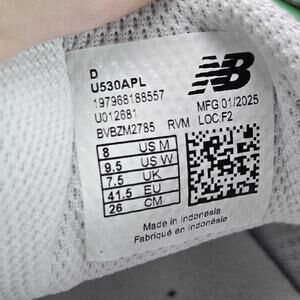 D
U530APL
197968188557
U012681
BVBZM2785 RVM
NB
MFG:01/2025
LOC:F2
8 US M
9.5 US W
7.5 UK
41.5 EU
26 CM
Made in Indonesia
Fabriqué en Indonésie